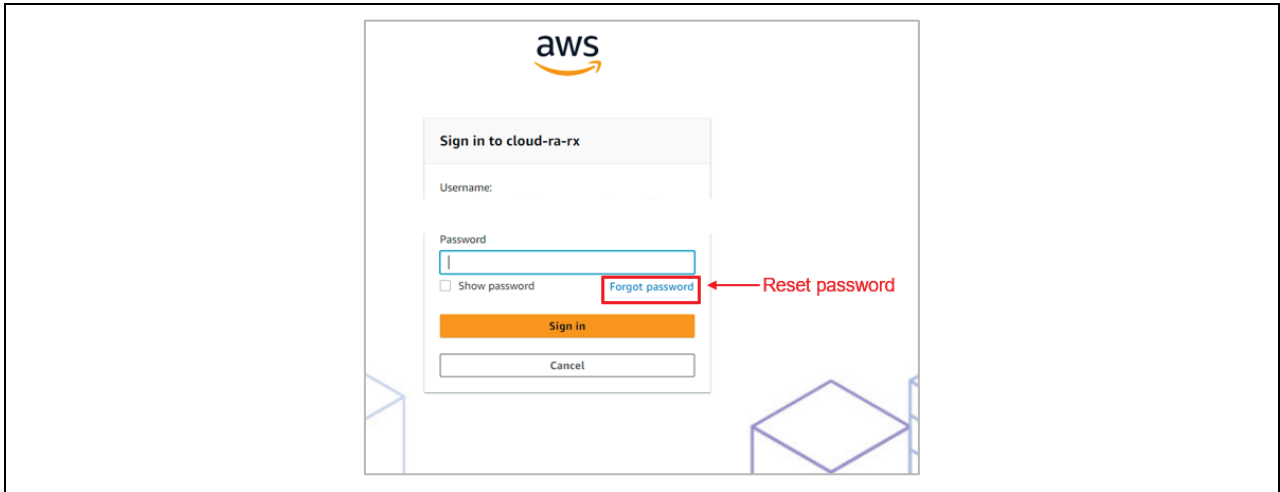 aws
Sign in to cloud-ra-rx
Username:
Password
Show password Forgot password Reset password
Sign in
Cancel